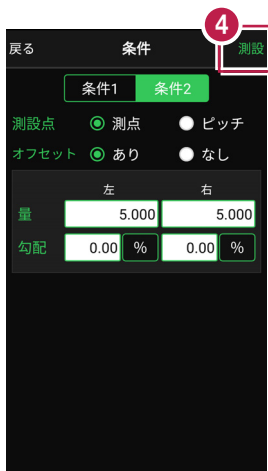 4
戻る 条件 測設
条件1 条件2
測設点 測点 ピッチ
オフセット あり なし
左 右
量 5.000 5.000
勾配 0.00 % 0.00 %